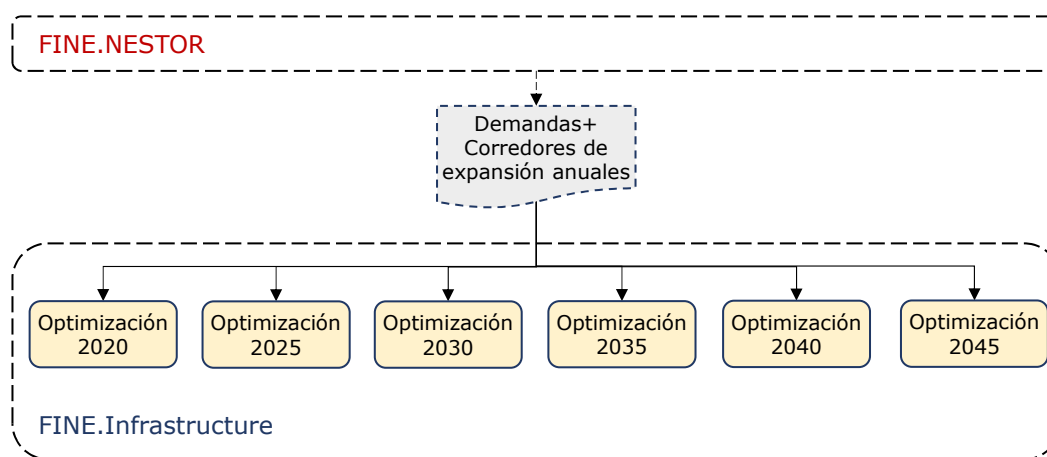 FINE.NESTOR
Demandas+
Corredores de
expansión anuales
Optimización
2020
Optimización
2025
Optimización
2030
Optimización
2035
Optimización
2040
Optimización
2045
FINE.Infrastructure